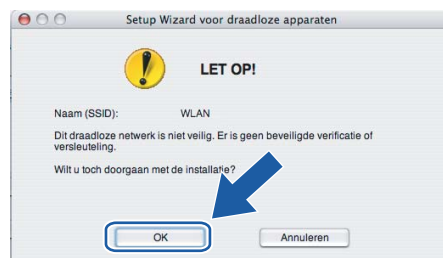 Setup Wizard voor draadloze apparaten
LET OP!
Naam (SSID): WLAN
Dit draadloze netwerk is niet veilig. Er is geen beveiligde verificatie of
versleuteling.
Wilt u toch doorgaan met de installatie?
OK Annuleren